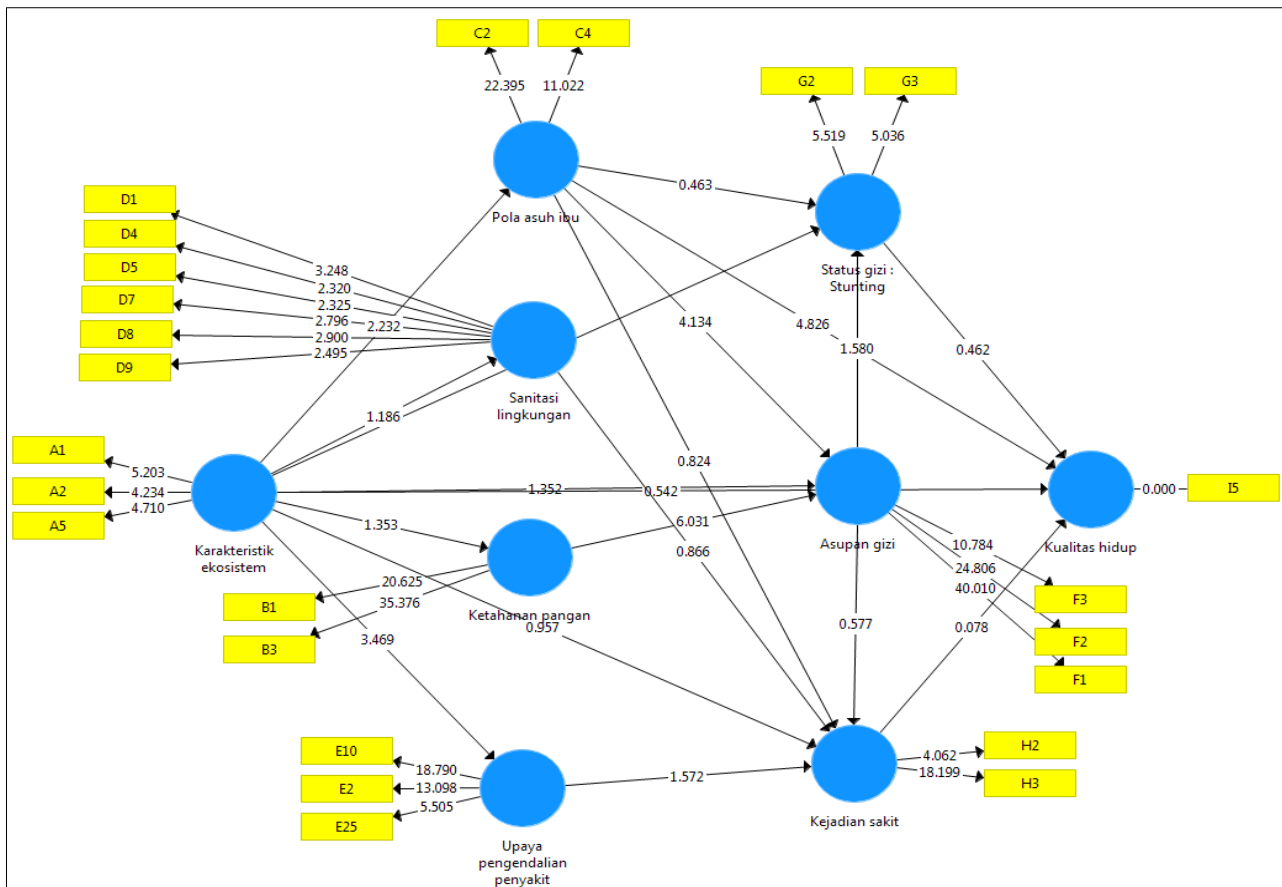 C2
C4
G2
G3
22.395
11.022
5.519
5.036
D1
D4
D5
D7
D8
D9
3.248
2.320
2.325
2.796
2.900
2.495
Pola asuh ibu
0.463
Status gizi :
Stunting
2.232
4.134
4.826
1.580
0.462
Sanitasi
lingkungan
1.186
A1
A2
A5
5.203
4.234
4.710
Karakteristik
ekosistem
1.352
0.542
0.824
0.866
1.353
6.031
Asupan gizi
Kualitas hidup
0.000
I5
B1
B3
20.625
35.376
Ketahanan pangan
10.784
24.806
40.010
F3
F2
F1
3.469
0.957
0.577
0.078
E10
E2
E25
18.790
13.098
5.505
Upaya
pengendalian
penyakit
1.572
Kejadian sakit
4.062
18.199
H2
H3